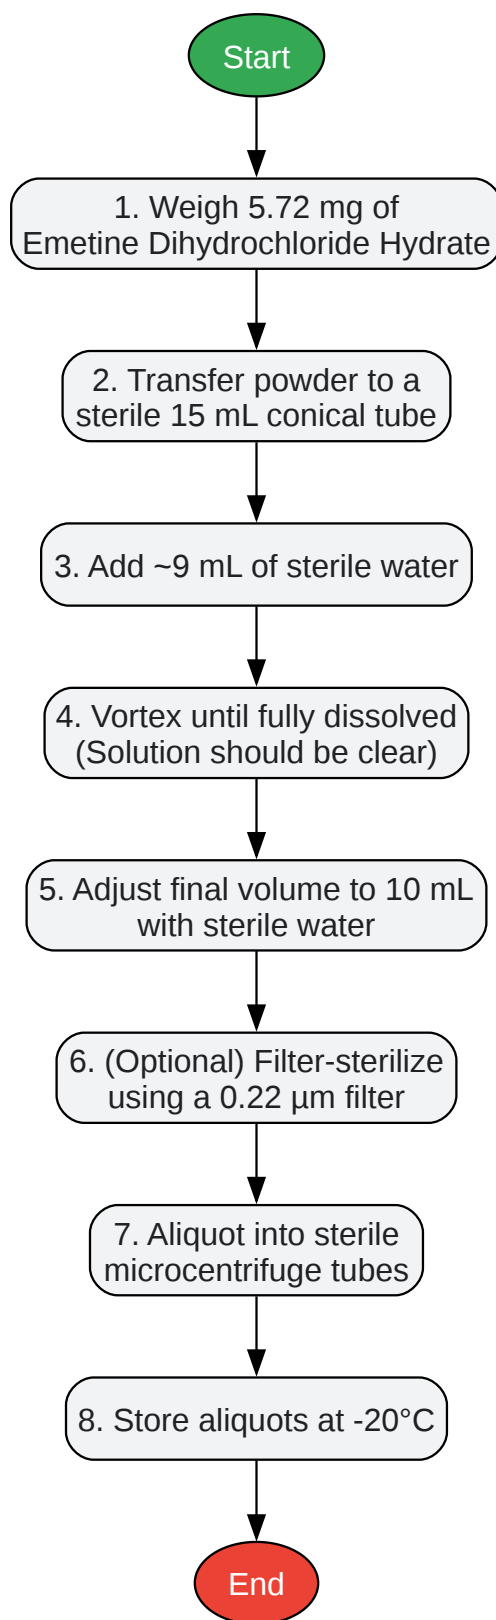 Start
1. Weigh 5.72 mg of
Emetine Dihydrochloride Hydrate
2. Transfer powder to a
sterile 15 mL conical tube
3. Add ~9 mL of sterile water
4. Vortex until fully dissolved
(Solution should be clear)
5. Adjust final volume to 10 mL
with sterile water
6. (Optional) Filter-sterilize
using a 0.22 µm filter
7. Aliquot into sterile
microcentrifuge tubes
8. Store aliquots at -20°C
End